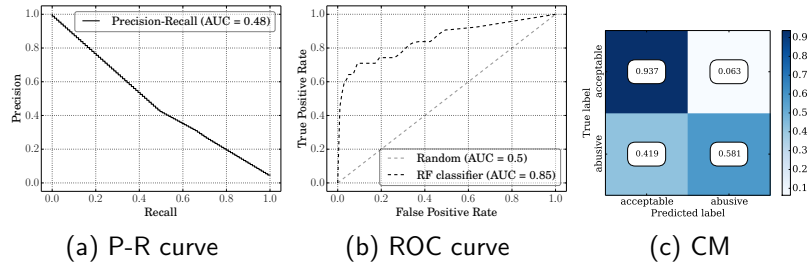 Precision-Recall (AUC = 0.48)
1.0
0.8
0.6
0.4
0.2
0.0
Precision
0.0 0.2 0.4 0.6 0.8 1.0
Recall
(a) P-R curve
1.0
0.8
0.6
0.4
0.2
0.0
True Positive Rate
Random (AUC = 0.5)
RF classifier (AUC = 0.85)
0.0 0.2 0.4 0.6 0.8 1.0
False Positive Rate
(b) ROC curve
True label
acceptable
abusive
0.937 0.063
0.419 0.581
acceptable abusive
Predicted label
0.9
0.8
0.7
0.6
0.5
0.4
0.3
0.2
0.1
(c) CM